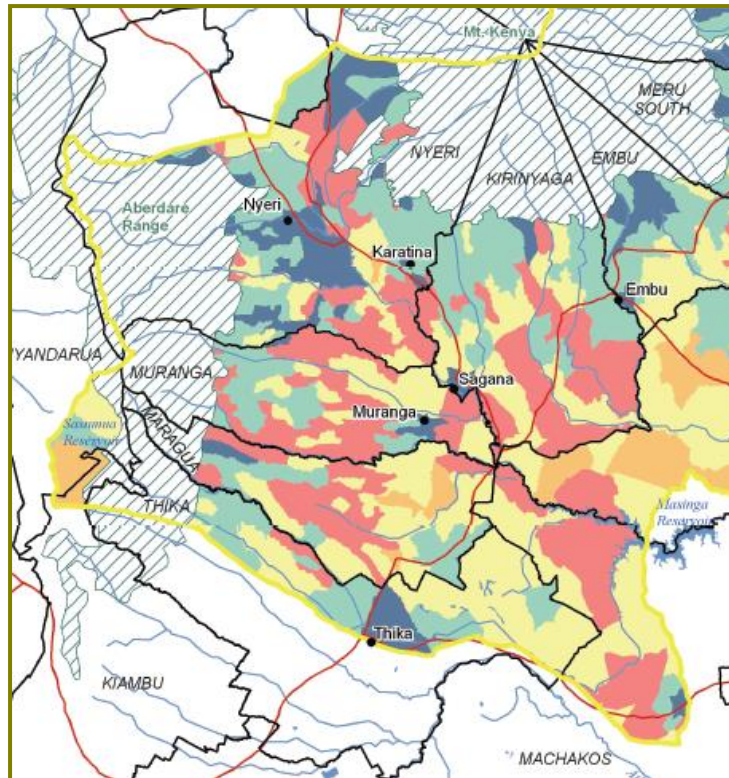 Mt. Kenya
MERU
SOUTH
NYERI
EMBU
KIRINYAGA
Aberdare
Range
Nyeri
Karatina
Embu
NYANDARUA
MURANGA
Sagana
Muranga
MARAGUA
Sasumua
Reservoir
THIKA
Masinga
Reservoir
Thika
KIAMBU
MACHAKOS